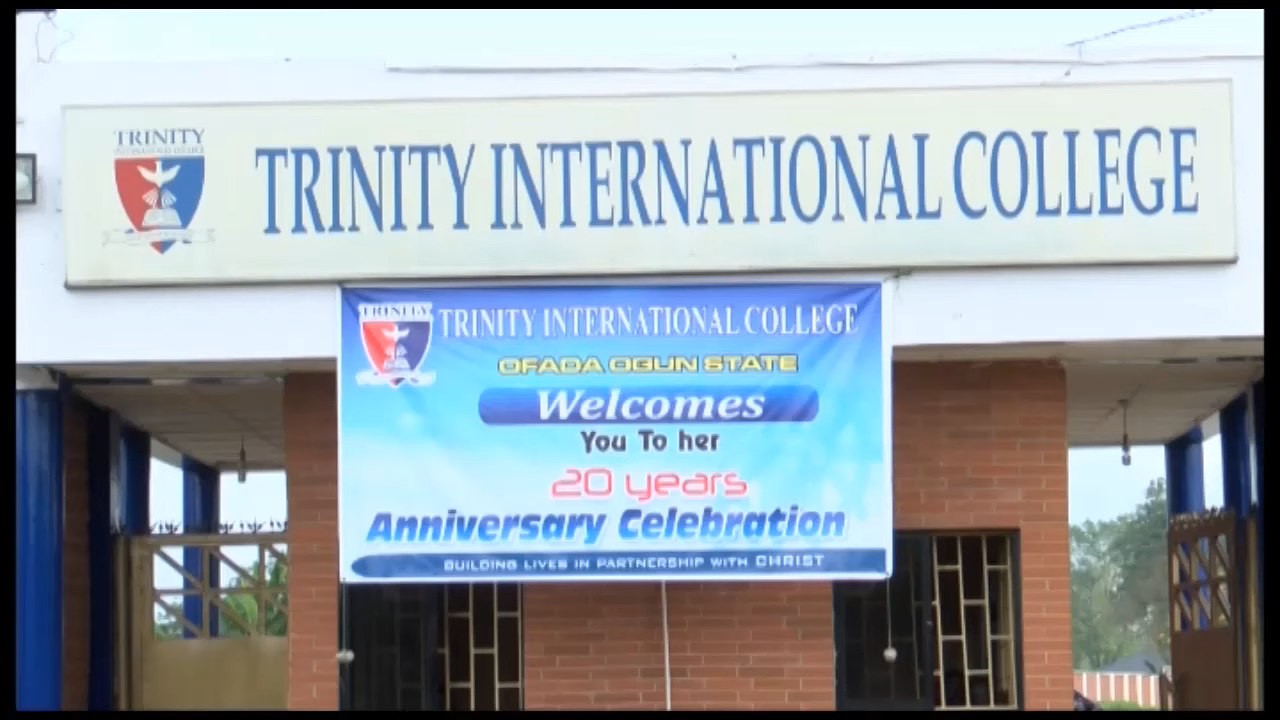 TRINITY
TRINITY INTERNATIONAL COLLEGE
TRINITY
TRINITY INTERNATIONAL COLLEGE
OFADA OGUN STATE
Welcomes
You To her
20 years
Anniversary Celebration
BUILDING LIVES IN PARTNERSHIP WITH CHRIST